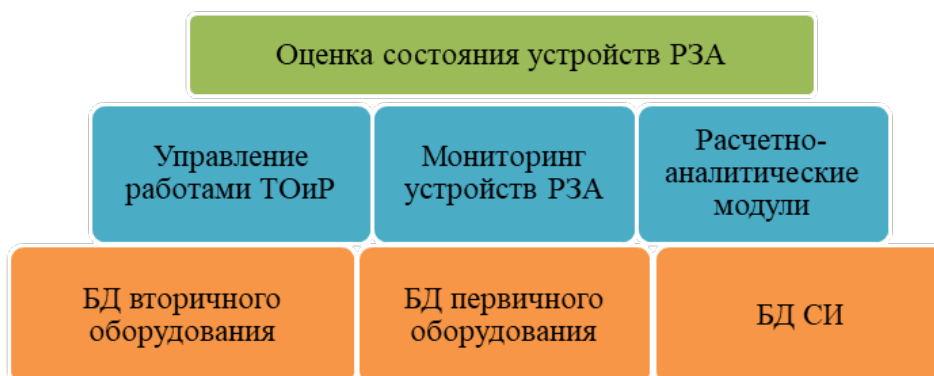 Оценка состояния устройств РЗА
Управление
работами ТОиР
Мониторинг
устройств РЗА
Расчетно-
аналитические
модули
БД вторичного
оборудования
БД первичного
оборудования
БД СИ